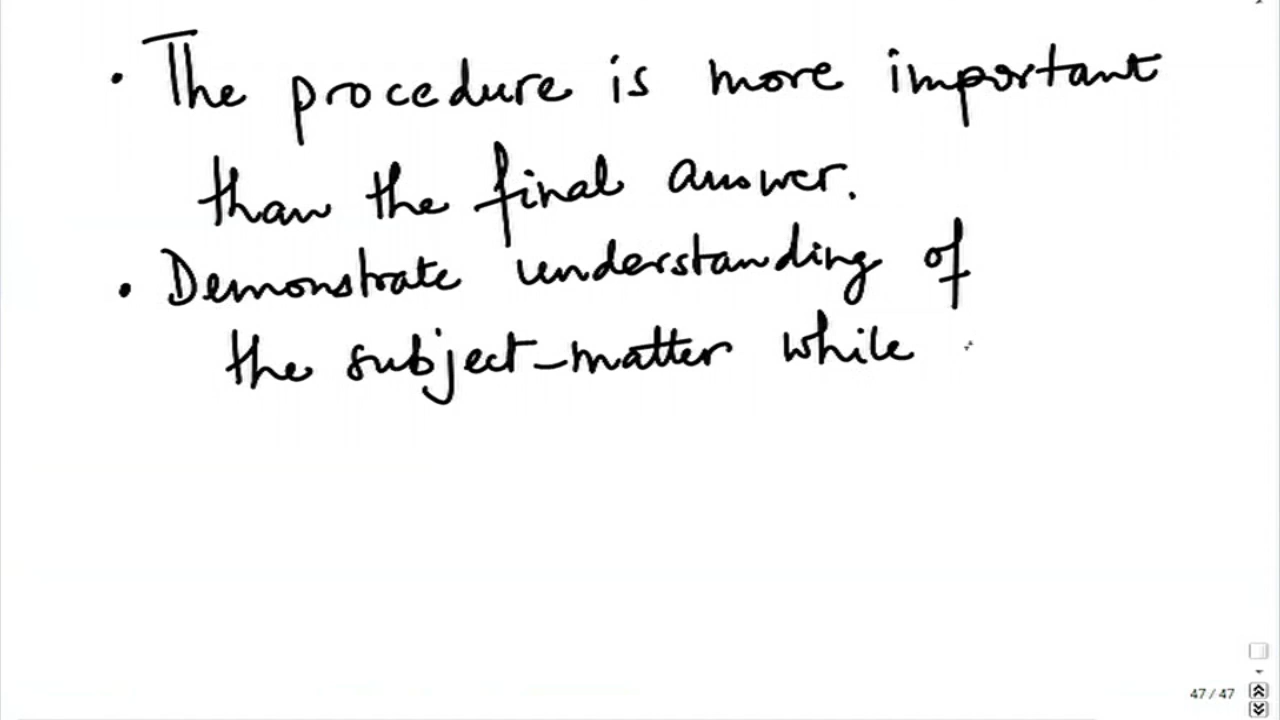 • The procedure is more important
than the final answer.
• Demonstrate understanding of
the subject-matter while
47 / 47